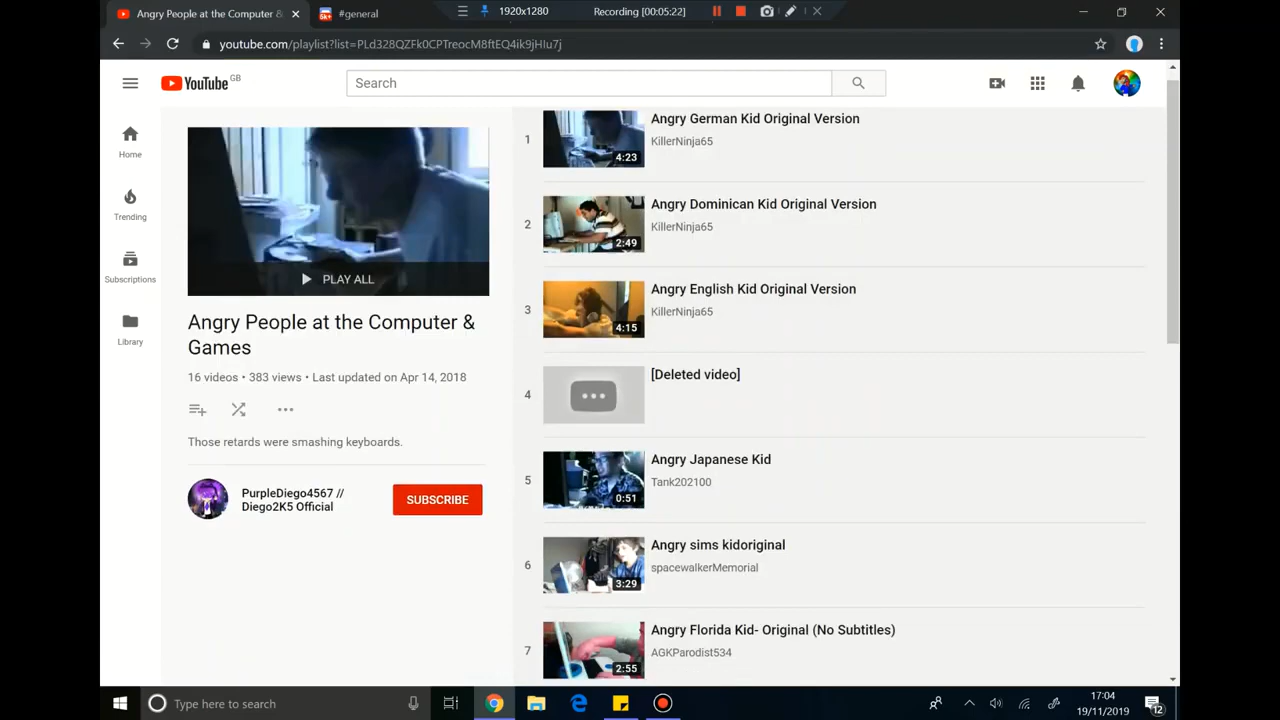 Angry People at the Computer &
#general
1920x1280
Recording [00:05:22]
youtube.com/playlist?list=PLd328QZFk0CPTreocM8ftEQ4ik9jHIu7j
YouTube GB
Search
Home
Trending
Subscriptions
Library
PLAY ALL
Angry People at the Computer &
Games
16 videos • 383 views • Last updated on Apr 14, 2018
Those retards were smashing keyboards.
PurpleDiego4567 //
Diego2K5 Official
SUBSCRIBE
1
4:23
Angry German Kid Original Version
KillerNinja65
2
2:49
Angry Dominican Kid Original Version
KillerNinja65
3
4:15
Angry English Kid Original Version
KillerNinja65
4
[Deleted video]
5
0:51
Angry Japanese Kid
Tank202100
6
3:29
Angry sims kidoriginal
spacewalkerMemorial
7
2:55
Angry Florida Kid- Original (No Subtitles)
AGKParodist534
Type here to search
17:04
19/11/2019
12